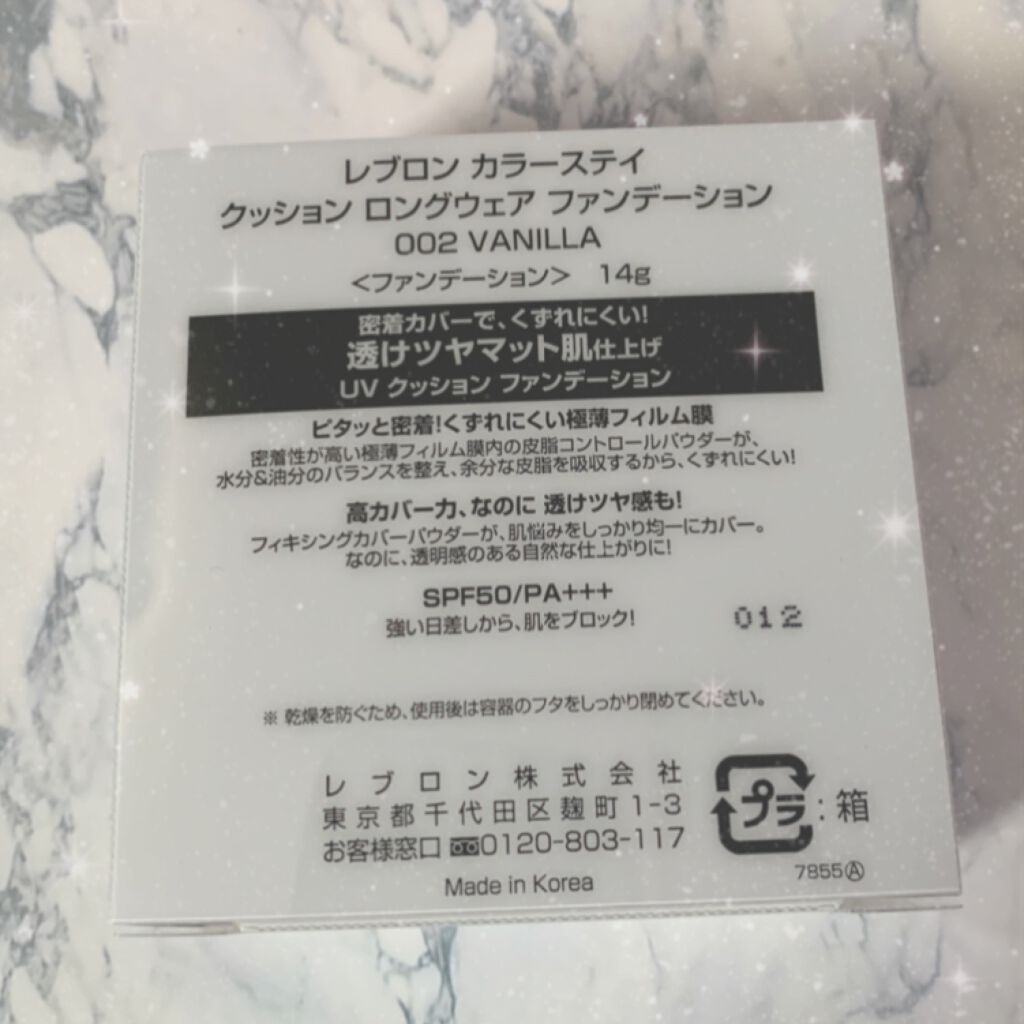 レブロン カラーステイ
クッション ロングウェア ファンデーション
002 VANILLA
<ファンデーション> 14g
密着カバーで、くずれにくい!
透けツヤマット肌仕上げ
UV クッション ファンデーション
ピタッと密着!くずれにくい極薄フィルム膜
密着性が高い極薄フィルム膜内の皮脂コントロールパウダーが、
水分&油分のバランスを整え、余分な皮脂を吸収するから、くずれにくい!
高カバー力、なのに 透けツヤ感も!
フィキシングカバーパウダーが、肌悩みをしっかり均一にカバー。
なのに、透明感のある自然な仕上がりに!
SPF50/PA+++
強い日差しから、肌をブロック!
012
※ 乾燥を防ぐため、使用後は容器のフタをしっかり閉めてください。
レブロン株式会社
東京都千代田区麹町1-3
お客様窓口 0120-803-117
プラ:箱
Made in Korea
7855Ⓐ